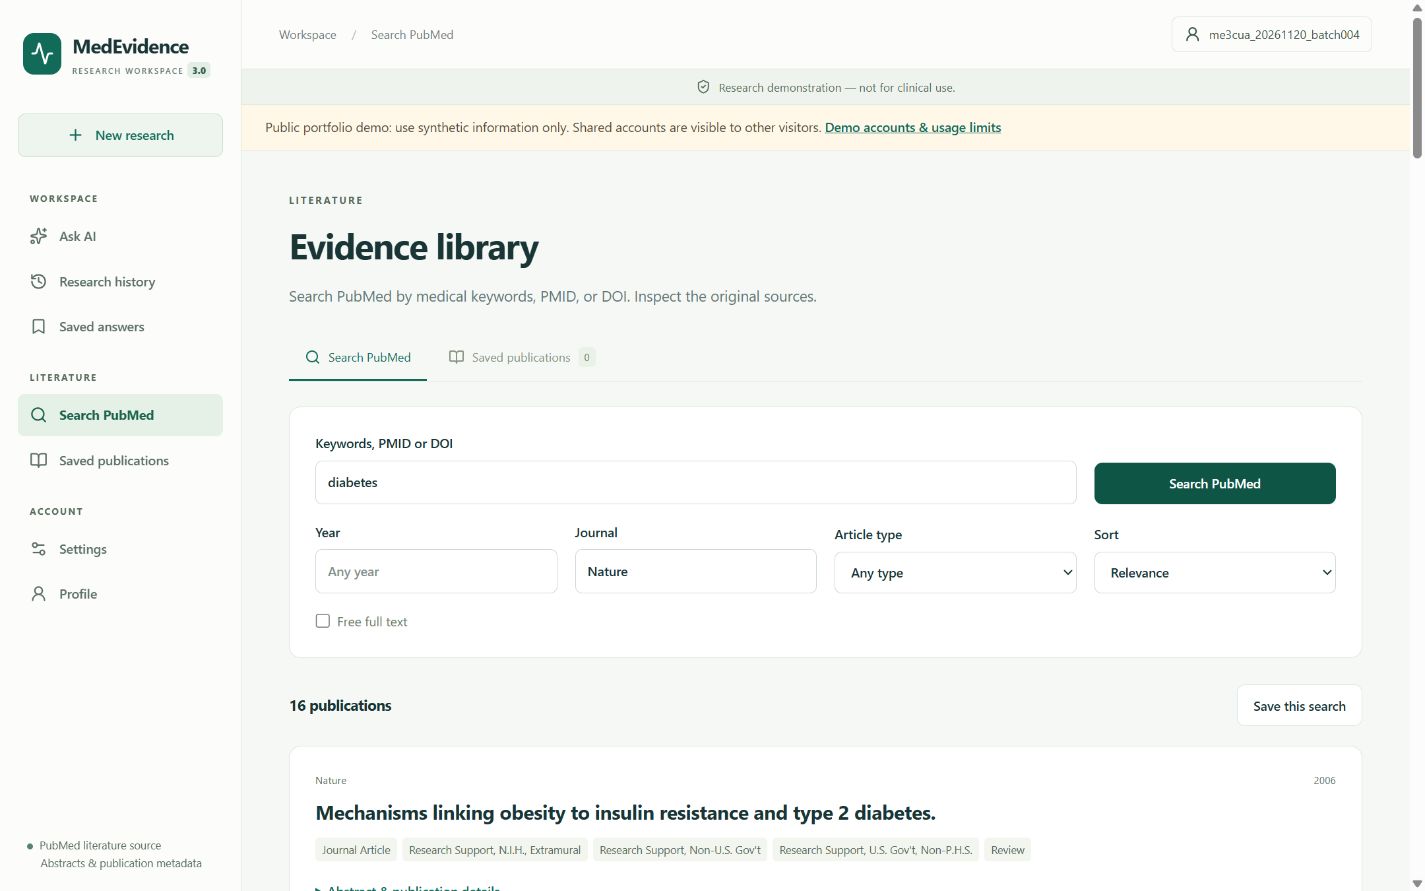 MedEvidence
RESEARCH WORKSPACE 3.0
New research
WORKSPACE
Ask AI
Research history
Saved answers
LITERATURE
Search PubMed
Saved publications
ACCOUNT
Settings
Profile
PubMed literature source
Abstracts & publication metadata
Workspace / Search PubMed
me3cua_20261120_batch004
Research demonstration — not for clinical use.
Public portfolio demo: use synthetic information only. Shared accounts are visible to other visitors. Demo accounts & usage limits
LITERATURE
Evidence library
Search PubMed by medical keywords, PMID, or DOI. Inspect the original sources.
Search PubMed
Saved publications 0
Keywords, PMID or DOI
diabetes
Search PubMed
Year
Journal
Article type
Sort
Any year
Nature
Any type
Relevance
Free full text
16 publications
Save this search
Nature
2006
Mechanisms linking obesity to insulin resistance and type 2 diabetes.
Journal Article
Research Support, N.I.H., Extramural
Research Support, Non-U.S. Gov't
Research Support, U.S. Gov't, Non-P.H.S.
Review
Abstract & publication details